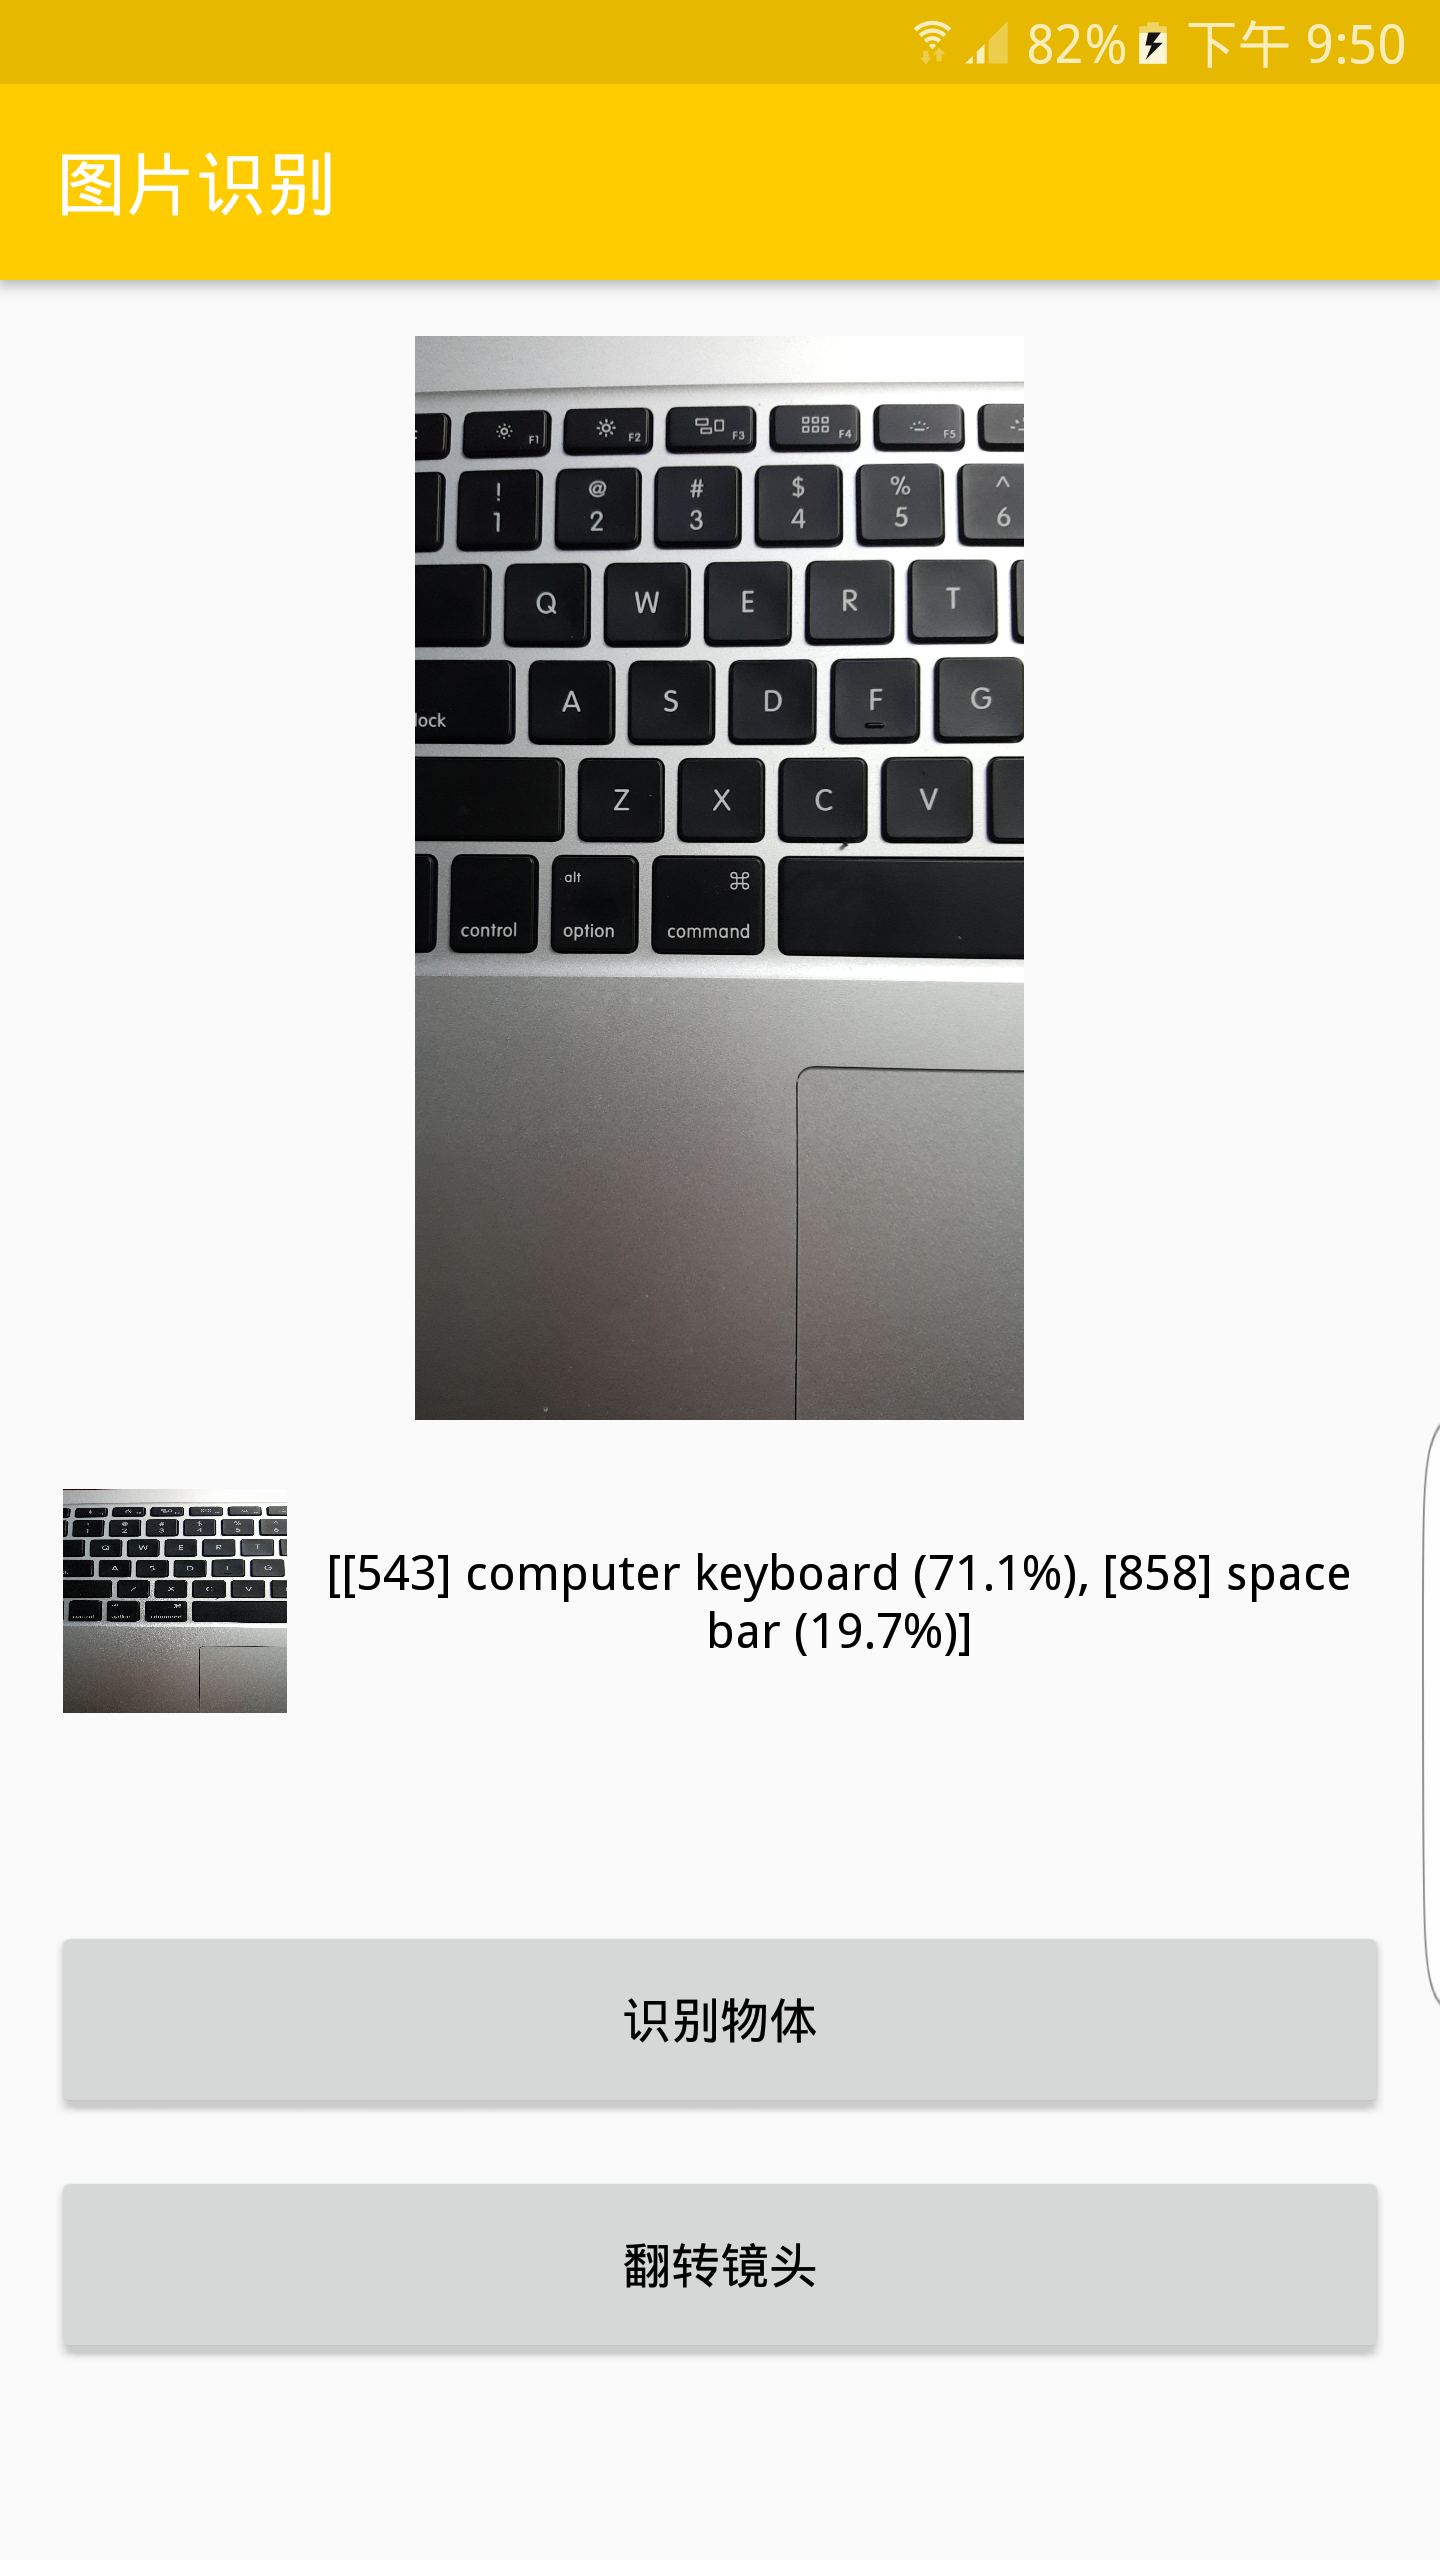 82% 下午 9:50
图片识别
F1 F2 F3 F4 F5
! @ # $ % ^
1 2 3 4 5 6
Q W E R T
lock A S D F G
Z X C V
alt ⌘
control option command
[[543] computer keyboard (71.1%), [858] space
bar (19.7%)]
识别物体
翻转镜头